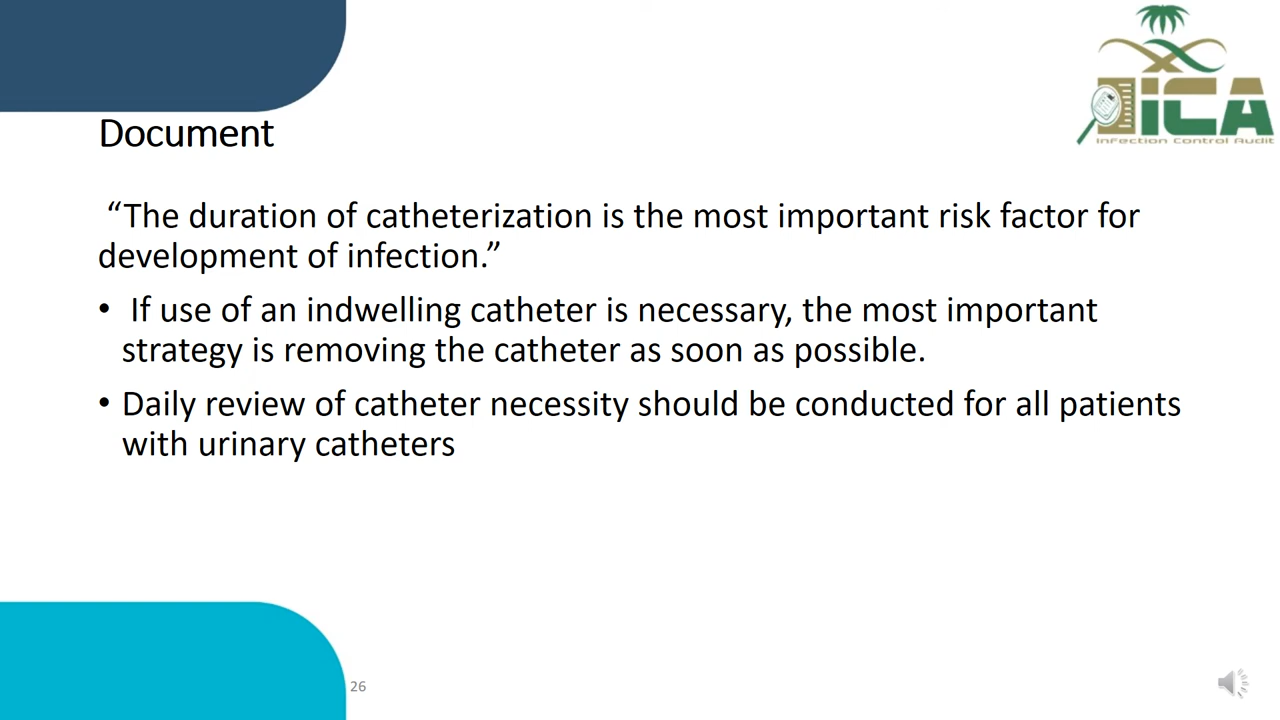 iCA
Infection Control Audit
Document
“The duration of catheterization is the most important risk factor for
development of infection.”
• If use of an indwelling catheter is necessary, the most important
strategy is removing the catheter as soon as possible.
• Daily review of catheter necessity should be conducted for all patients
with urinary catheters
26